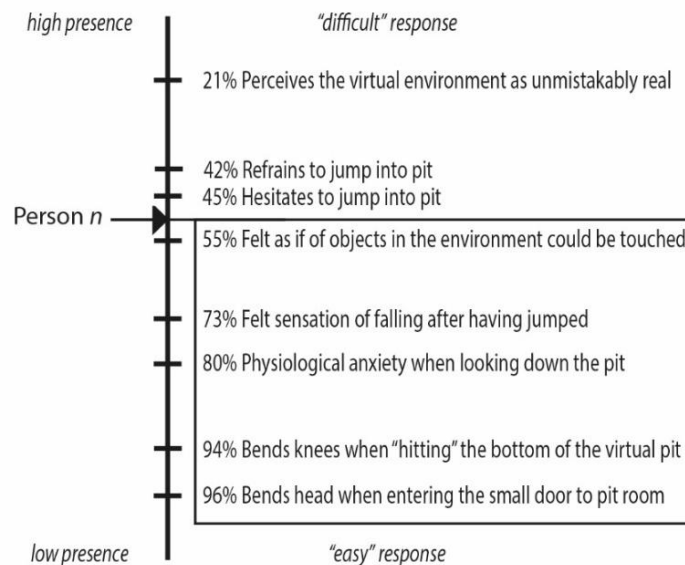 high presence "difficult" response
21% Perceives the virtual environment as unmistakably real
42% Refrains to jump into pit
45% Hesitates to jump into pit
Person n
55% Felt as if of objects in the environment could be touched
73% Felt sensation of falling after having jumped
80% Physiological anxiety when looking down the pit
94% Bends knees when “hitting” the bottom of the virtual pit
96% Bends head when entering the small door to pit room
low presence "easy" response